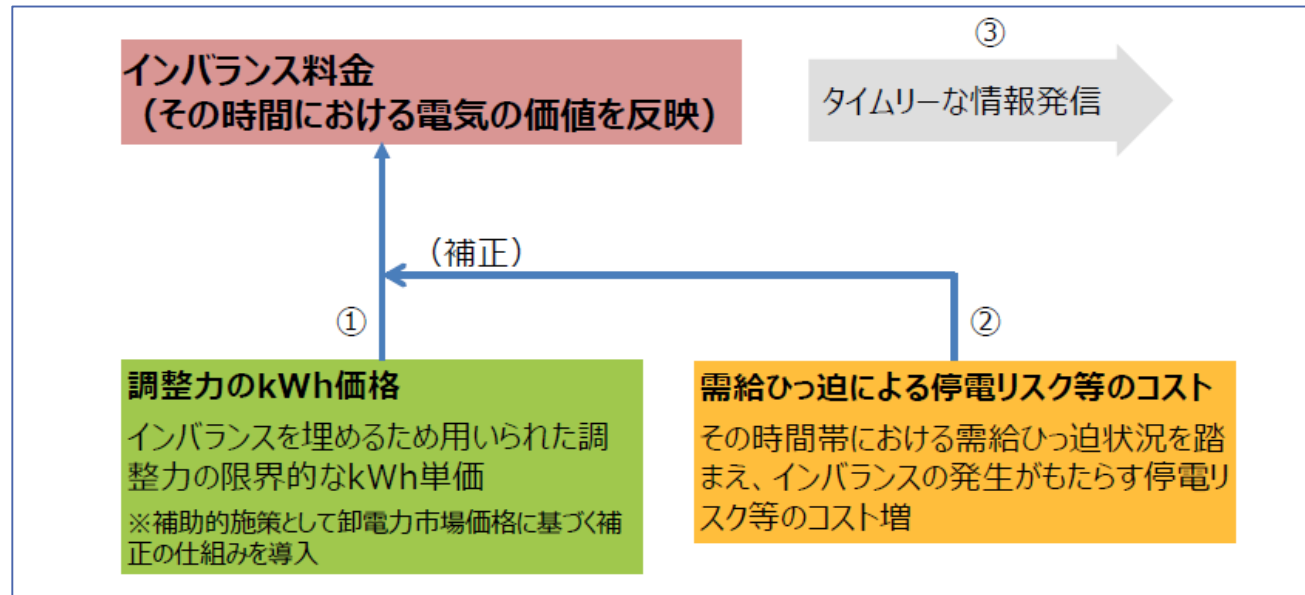 ③
インバランス料金
（その時間における電気の価値を反映）
タイムリーな情報発信
（補正）
①
②
調整力のkWh価格
インバランスを埋めるため用いられた調
整力の限界的なkWh単価
※補助的施策として卸電力市場価格に基づく補
正の仕組みを導入
需給ひっ迫による停電リスク等のコスト
その時間帯における需給ひっ迫状況を踏
まえ、インバランスの発生がもたらす停電リ
スク等のコスト増